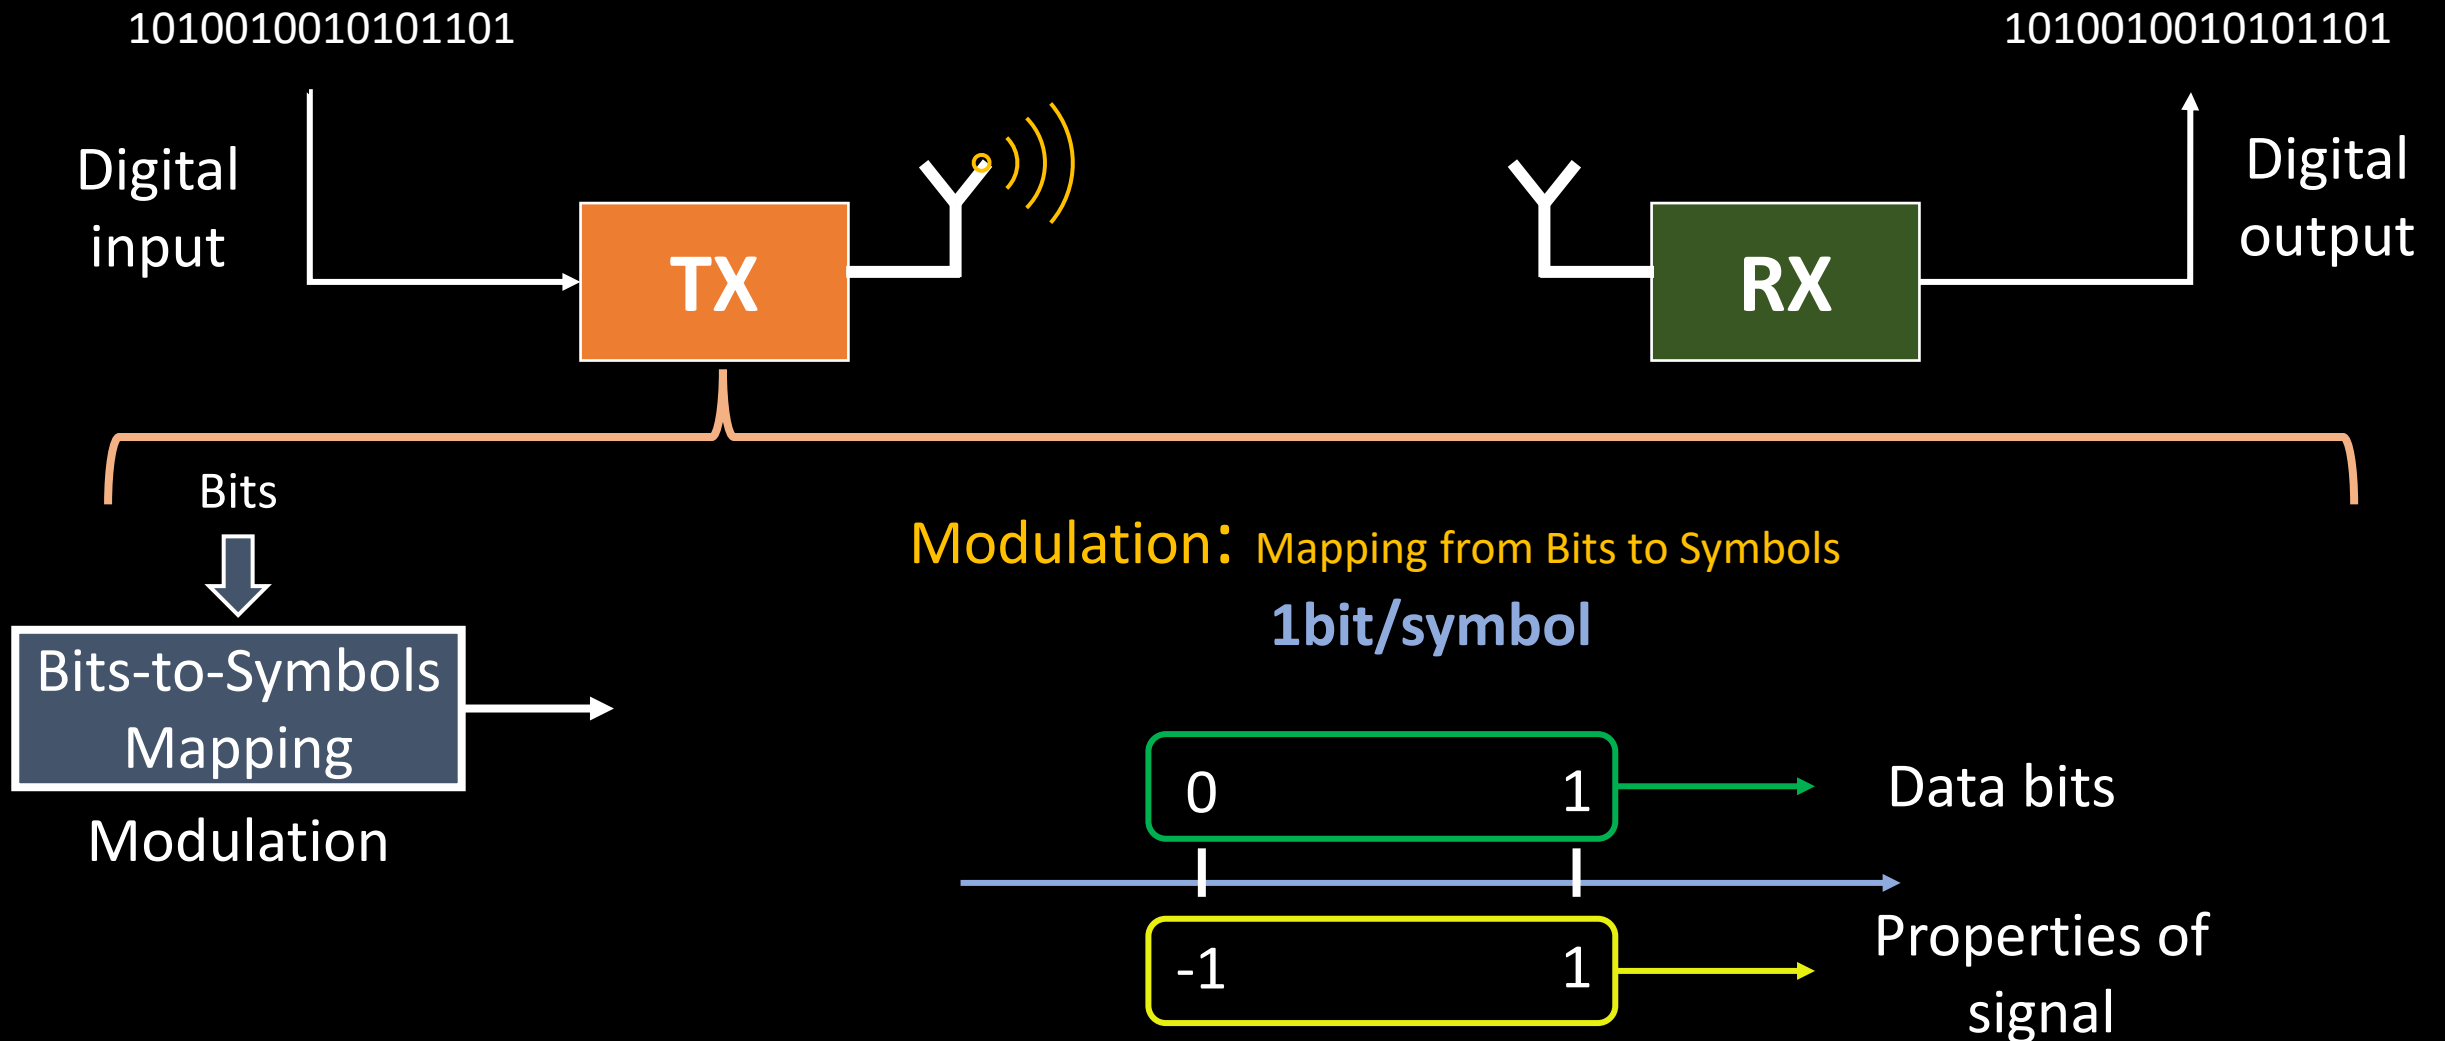 1010010010101101
1010010010101101
Digital
input
TX
RX
Digital
output
Bits
Bits-to-Symbols
Mapping
Modulation
Modulation: Mapping from Bits to Symbols
1bit/symbol
0 1
Data bits
-1 1
Properties of
signal